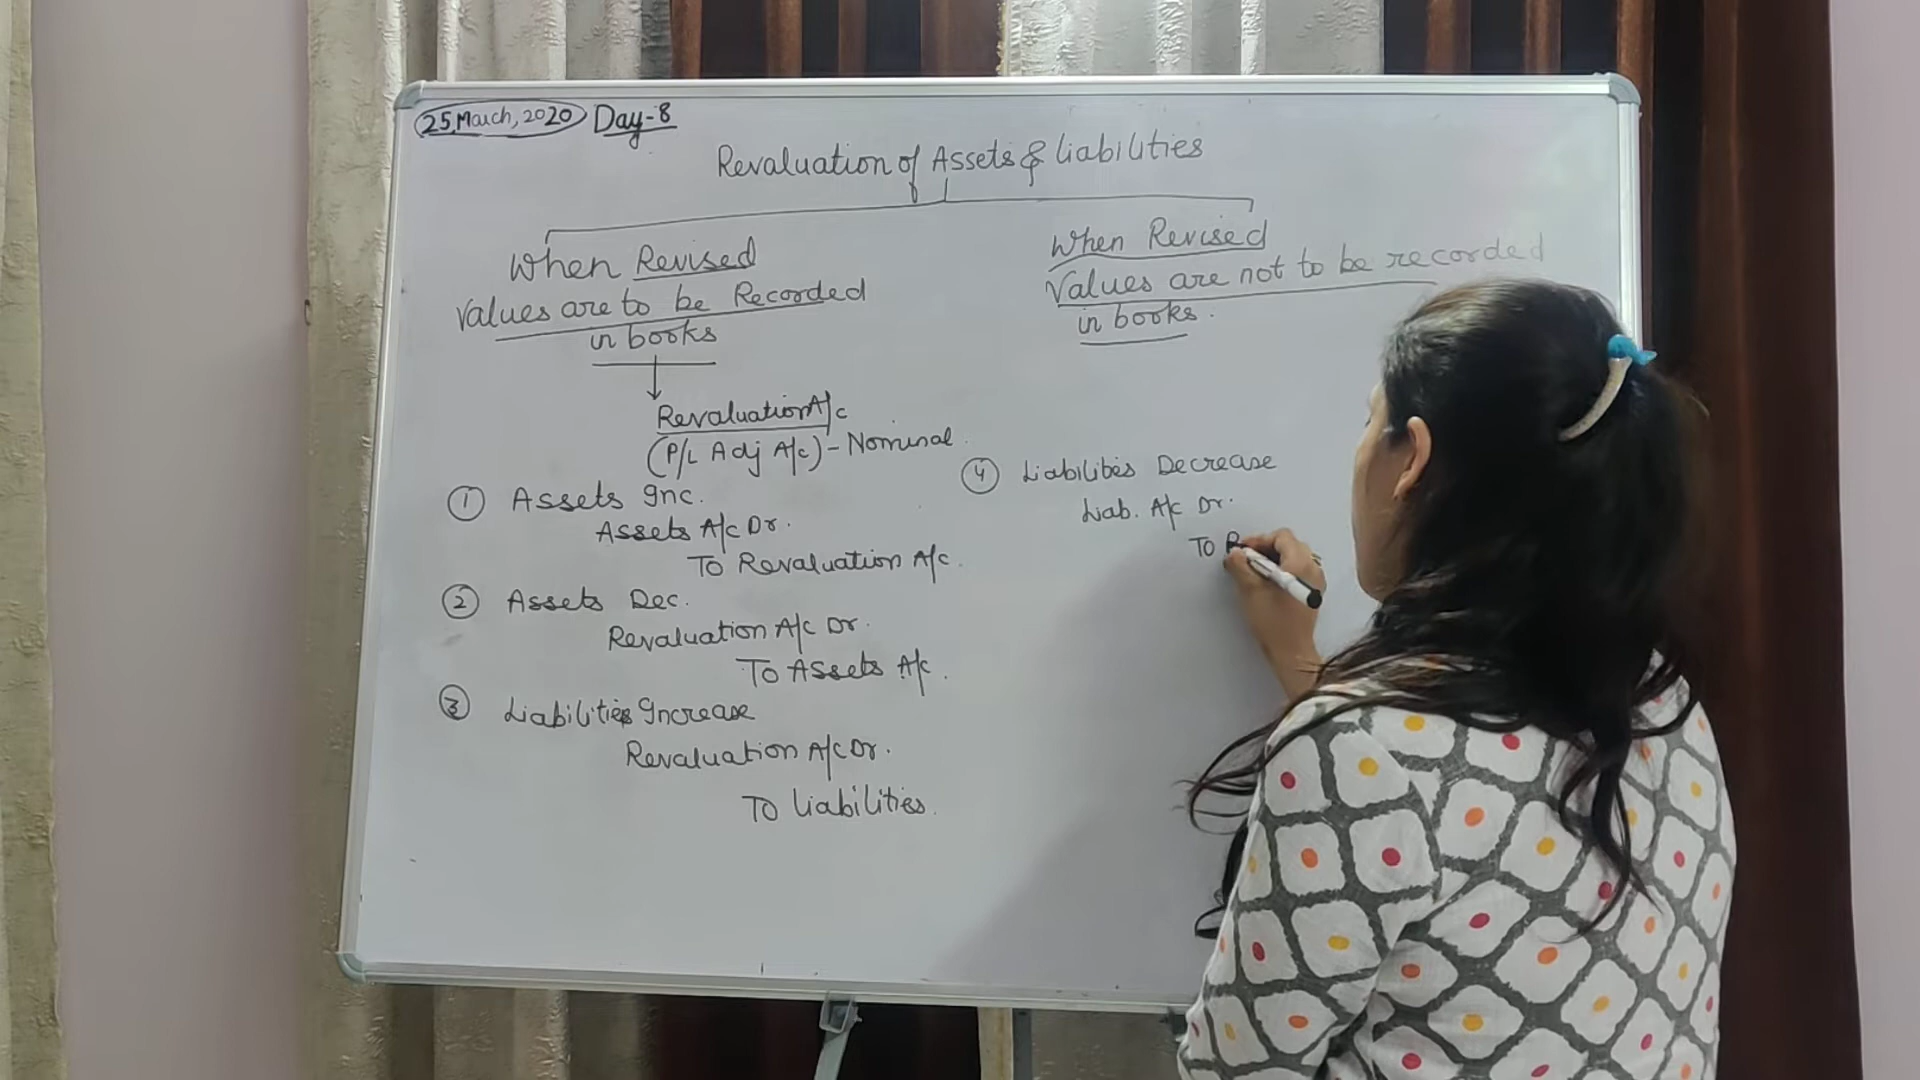 25 March, 2020 Day-8
Revaluation of Assets & Liabilities
When Revised
Values are to be Recorded
in books
Revaluation A/c
(P/L Adj A/c) - Nominal
① Assets Inc.
Assets A/c Dr.
To Revaluation A/c.
② Assets Dec.
Revaluation A/c Dr.
To Assets A/c.
③ Liabilities Increase
Revaluation A/c Dr.
To Liabilities.
When Revised
Values are not to be recorded
in books.
④ Liabilities Decrease
Liab. A/c Dr.
To R